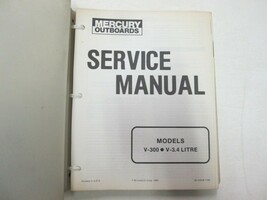 MERCURY
OUTBOARDS
SERVICE
MANUAL
MODELS
V-300 • V-3.4 LITRE